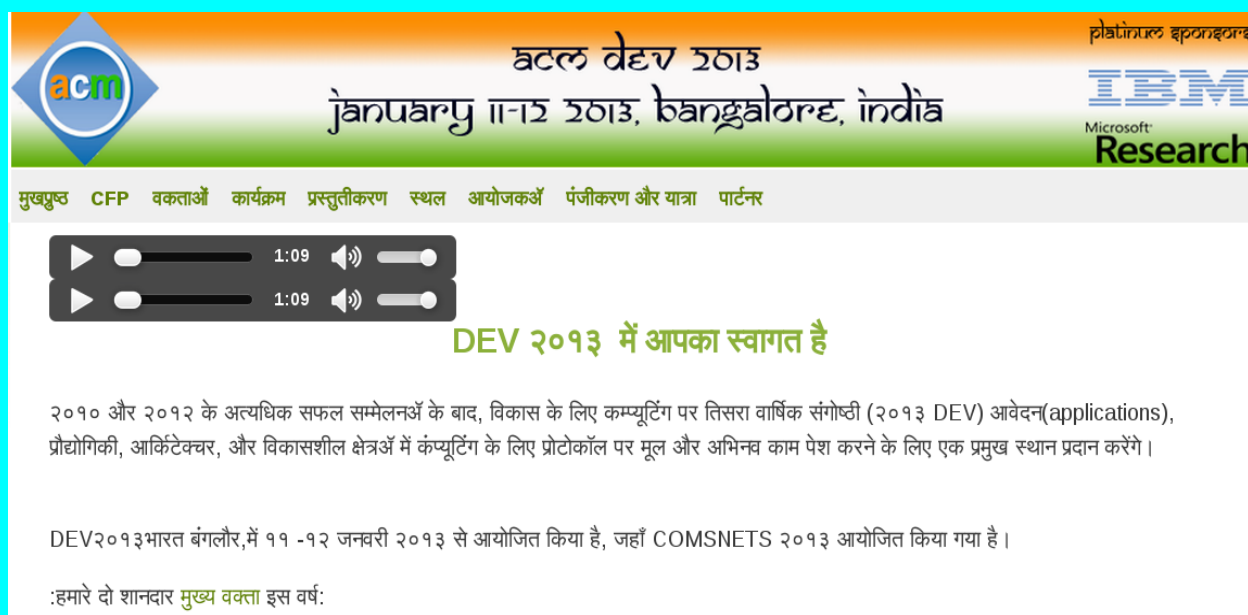 platinum sponsors
acm
acm dev 2013
january 11-12 2013, bangalore, india
IBM
Microsoft
Research
मुखप्रुष्ठ CFP वकताओं कार्यक्रम प्रस्तुतीकरण स्थल आयोजकॲ पंजीकरण और यात्रा पार्टनर
1:09
1:09
DEV २०१३ में आपका स्वागत है
२०१० और २०१२ के अत्यधिक सफल सम्मेलनॲ के बाद, विकास के लिए कम्प्यूटिंग पर तिसरा वार्षिक संगोष्ठी (२०१३ DEV) आवेदन(applications),
प्रौद्योगिकी, आर्किटेक्चर, और विकासशील क्षेत्रॲ में कंप्यूटिंग के लिए प्रोटोकॉल पर मूल और अभिनव काम पेश करने के लिए एक प्रमुख स्थान प्रदान करेंगे।
DEV२०१३भारत बंगलौर,में ११ -१२ जनवरी २०१३ से आयोजित किया है, जहाँ COMSNETS २०१३ आयोजित किया गया है।
:हमारे दो शानदार मुख्य वक्ता इस वर्ष: